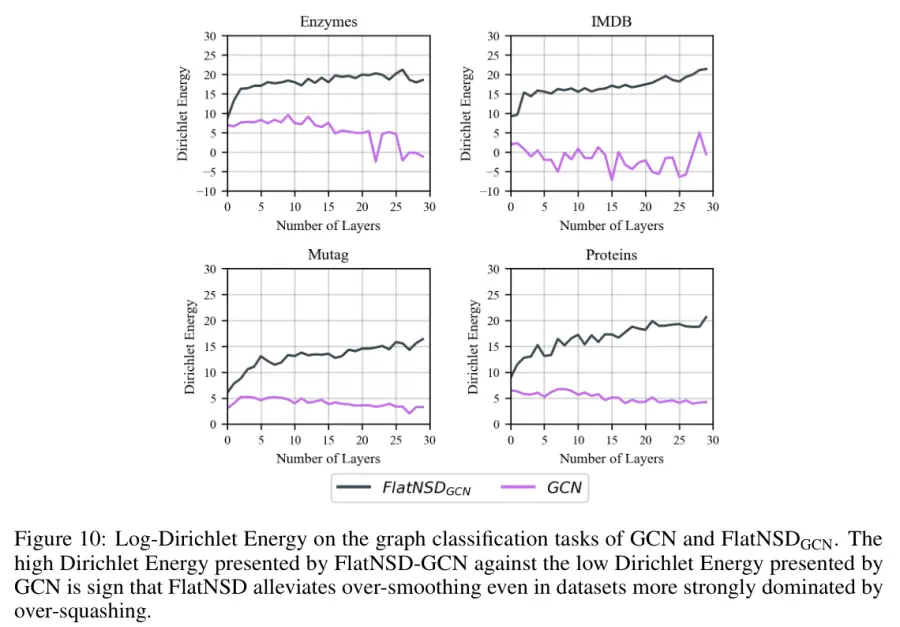 Enzymes
30
25
20
15
10
5
0
−5
−10
Dirichlet Energy
0 5 10 15 20 25 30
Number of Layers
IMDB
30
25
20
15
10
5
0
−5
−10
Dirichlet Energy
0 5 10 15 20 25 30
Number of Layers
Mutag
30
25
20
15
10
5
0
Dirichlet Energy
0 5 10 15 20 25 30
Number of Layers
Proteins
30
25
20
15
10
5
0
Dirichlet Energy
0 5 10 15 20 25 30
Number of Layers
FlatNSD_GCN GCN
Figure 10: Log-Dirichlet Energy on the graph classification tasks of GCN and FlatNSD_GCN. The
high Dirichlet Energy presented by FlatNSD-GCN against the low Dirichlet Energy presented by
GCN is sign that FlatNSD alleviates over-smoothing even in datasets more strongly dominated by
over-squashing.